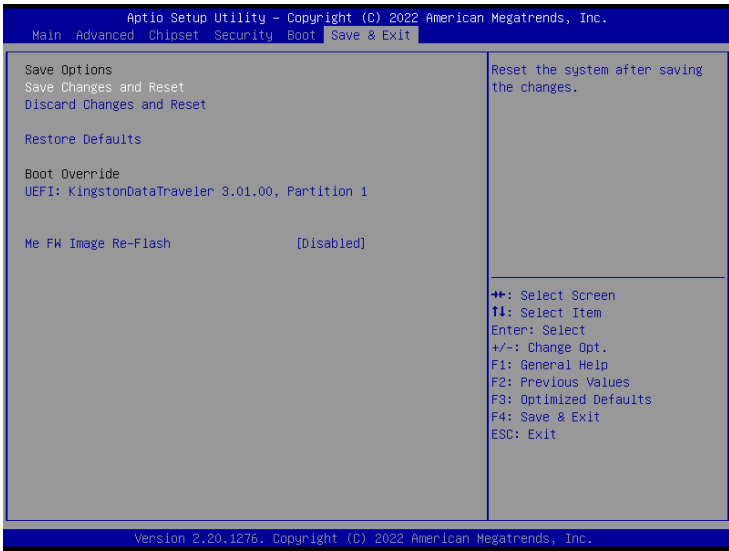 Aptio Setup Utility – Copyright (C) 2022 American Megatrends, Inc.
Main Advanced Chipset Security Boot Save & Exit
Save Options
Save Changes and Reset
Discard Changes and Reset
Restore Defaults
Boot Override
UEFI: KingstonDataTraveler 3.01.00, Partition 1
Me FW Image Re-Flash [Disabled]
Reset the system after saving
the changes.
→←: Select Screen
↑↓: Select Item
Enter: Select
+/-: Change Opt.
F1: General Help
F2: Previous Values
F3: Optimized Defaults
F4: Save & Exit
ESC: Exit
Version 2.20.1276. Copyright (C) 2022 American Megatrends, Inc.